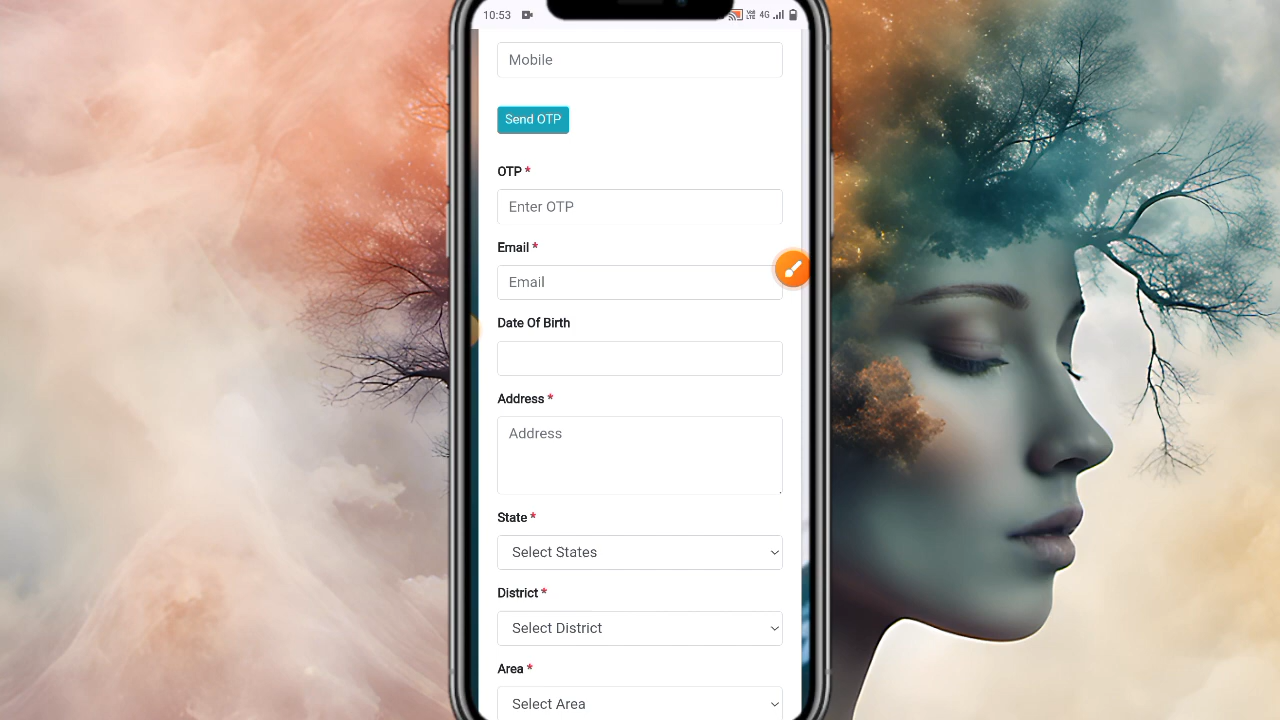 10:53
4G
Mobile
Send OTP
OTP *
Enter OTP
Email *
Email
Date Of Birth
Address *
Address
State *
Select States
District *
Select District
Area *
Select Area